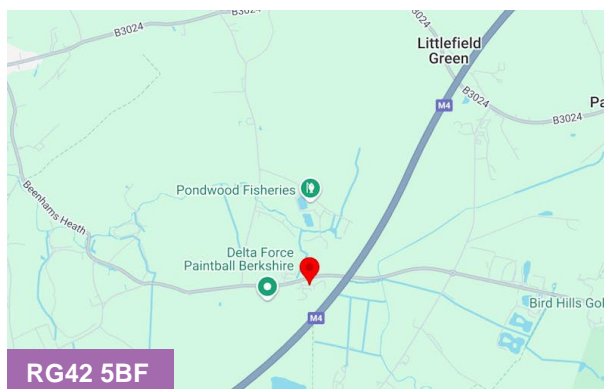 B3024
B3024
Littlefield
Green
M4
B3024
Pa
B3024
Beenhams Heath
Pondwood Fisheries
Delta Force
Paintball Berkshire
Bird Hills Gol
M4
RG42 5BF